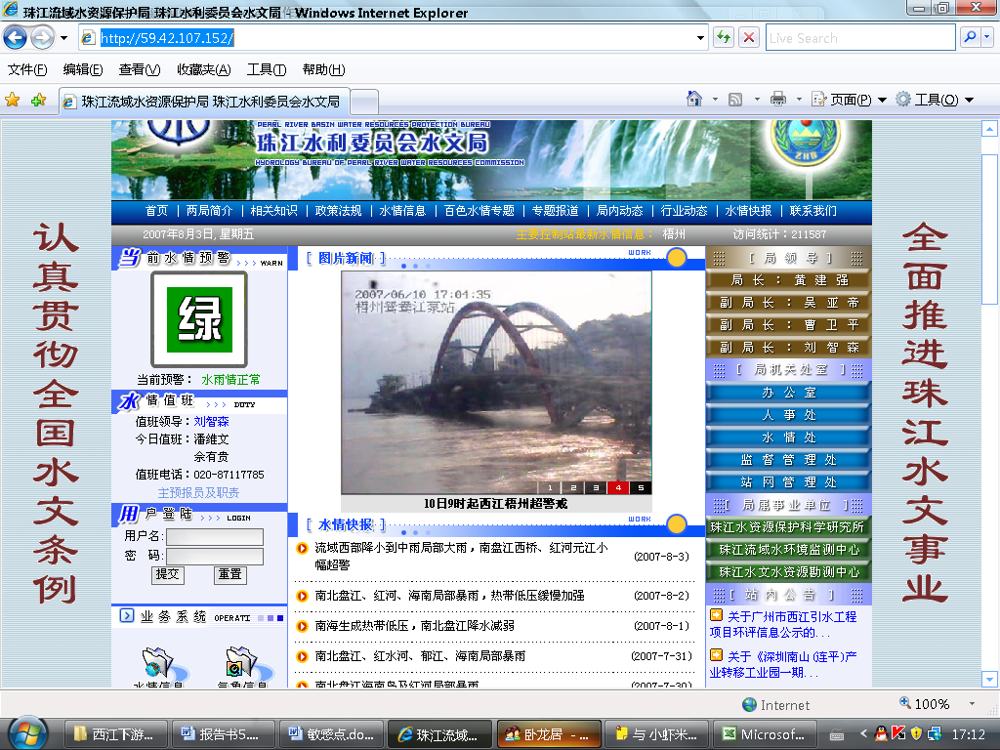 珠江流域水资源保护局 珠江水利委员会水文局 - Windows Internet Explorer
http://59.42.107.152/
Live Search
文件(F) 编辑(E) 查看(V) 收藏夹(A) 工具(T) 帮助(H)
珠江流域水资源保护局 珠江水利委员会水文局
页面(P) 工具(O)
PEARL RIVER BASIN WATER RESOURCES PROTECTION BUREAU
珠江水利委员会水文局
HYDROLOGY BUREAU OF PEARL RIVER WATER RESOURCES COMMISSION
ZHB
首页 | 两局简介 | 相关知识 | 政策法规 | 水情信息 | 百色水情专题 | 专题报道 | 局内动态 | 行业动态 | 水情快报 | 联系我们
2007年8月3日, 星期五
主要控制站最新水情信息: 梧州
访问统计:211587
认真贯彻全国水文条例
当前水情预警 >>> WARN
绿
当前预警: 水雨情正常
水情值班 >>> DUTY
值班领导:刘智森
今日值班:潘维文
佘有贵
值班电话:020-87117785
主预报员及职责
用户登陆 >>> LOGIN
用户名:
密 码:
提交 重置
业务系统 OPERATI
水情信息 气象信息
[ 图片新闻 ] WORK
2007/06/10 17:01:35
梧州鸳鸯江泵站
1 2 3 4 5
10日9时起西江梧州超警戒
[ 水情快报 ] WORK
流域西部降小到中雨局部大雨,南盘江西桥、红河元江小
幅超警 (2007-8-3)
南北盘江、红河、海南局部暴雨,热带低压缓慢加强 (2007-8-2)
南海生成热带低压,南北盘江降水减弱 (2007-8-1)
南北盘江、红水河、郁江、海南局部暴雨 (2007-7-31)
南北盘江海南岛及红河局部暴雨 (2007-7-30)
[ 局领导 ]
局长:黄建强
副局长:吴亚帝
副局长:曹卫平
副局长:刘智森
[ 局机关处室 ]
办公室
人事处
水情处
监督管理处
站网管理处
[ 局属事业单位 ]
珠江水资源保护科学研究所
珠江流域水环境监测中心
珠江水文水资源勘测中心
[ 站内公告 ]
关于广州市西江引水工程
项目环评信息公示的...
关于《深圳南山(连平)产
业转移工业园一期...
全面推进珠江水文事业
Internet 100%
西江下游... 报告书5.... 敏感点.do... 珠江流域... 卧龙居 - ... 与 小虾米... Microsof... 17:12